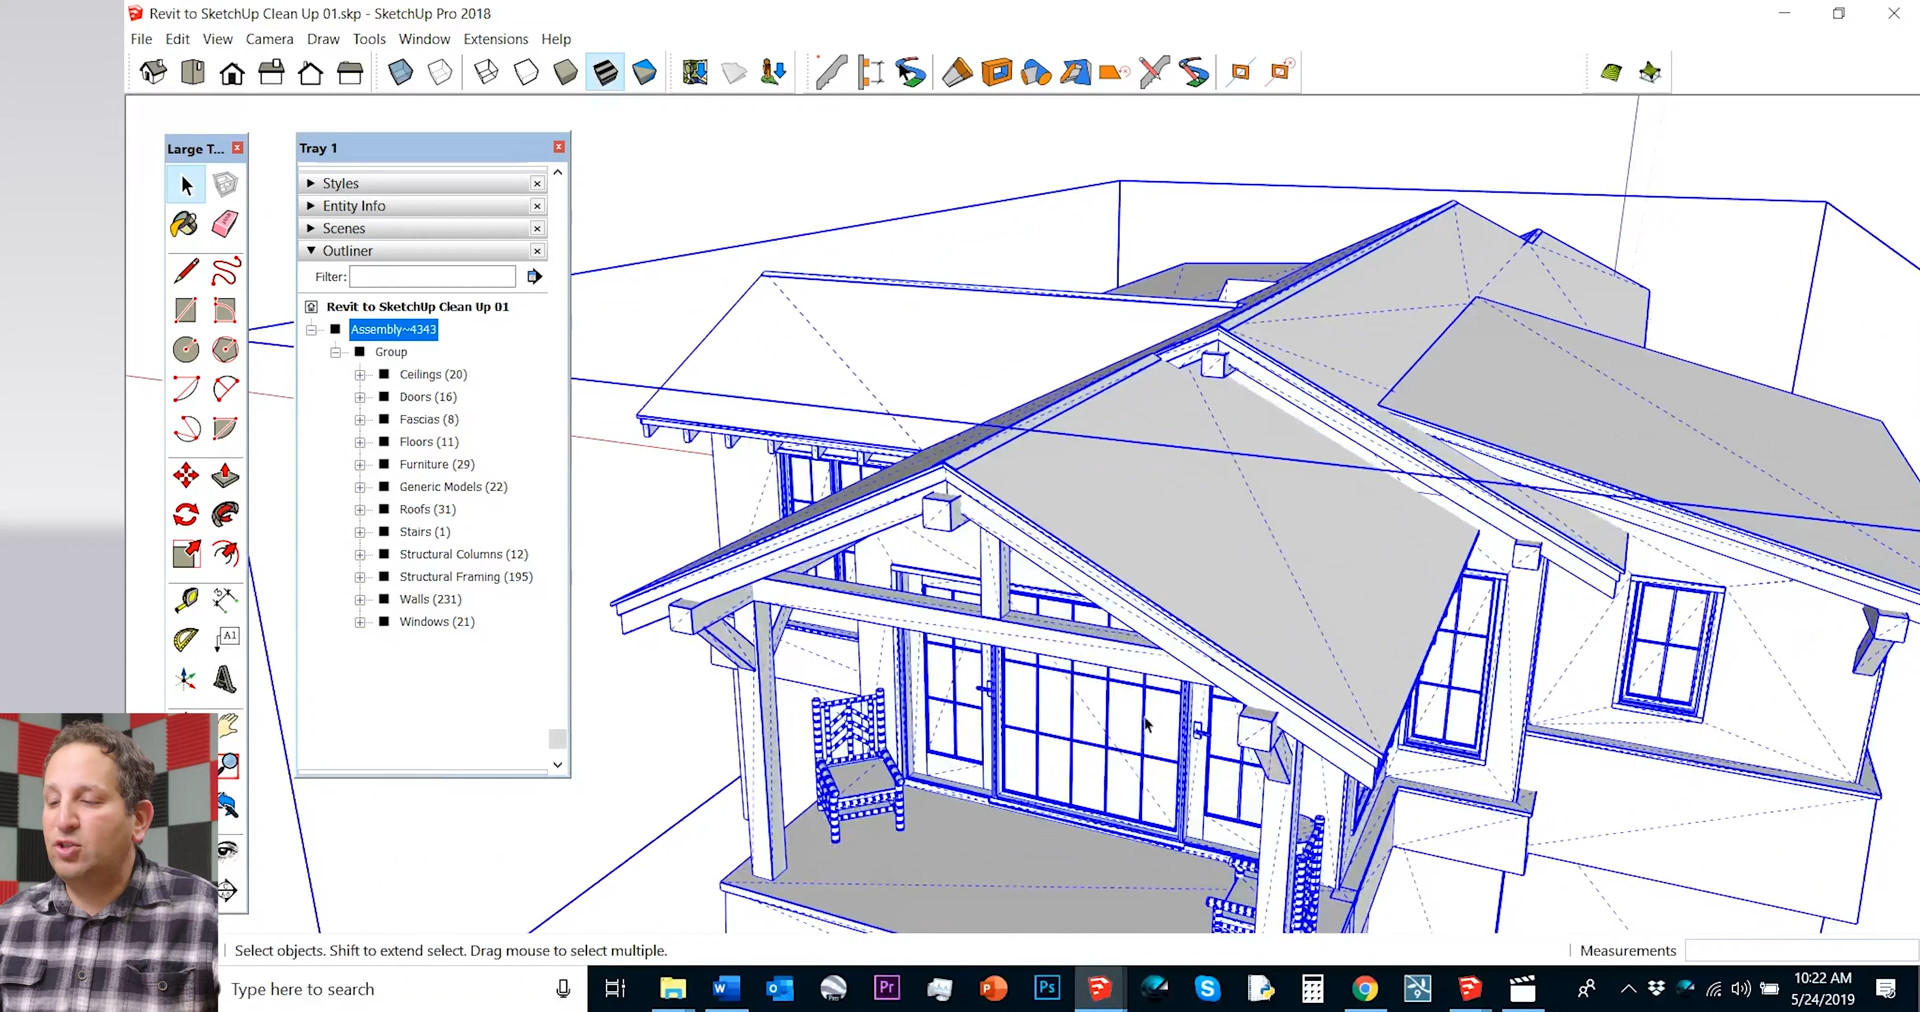 Revit to SketchUp Clean Up 01.skp - SketchUp Pro 2018
File Edit View Camera Draw Tools Window Extensions Help
Large T...
Tray 1
Styles
Entity Info
Scenes
Outliner
Filter:
Revit to SketchUp Clean Up 01
Assembly~4343
Group
Ceilings (20)
Doors (16)
Fascias (8)
Floors (11)
Furniture (29)
Generic Models (22)
Roofs (31)
Stairs (1)
Structural Columns (12)
Structural Framing (195)
Walls (231)
Windows (21)
A1
Select objects. Shift to extend select. Drag mouse to select multiple.
Measurements
Type here to search
Pr
Ps
10:22 AM
5/24/2019